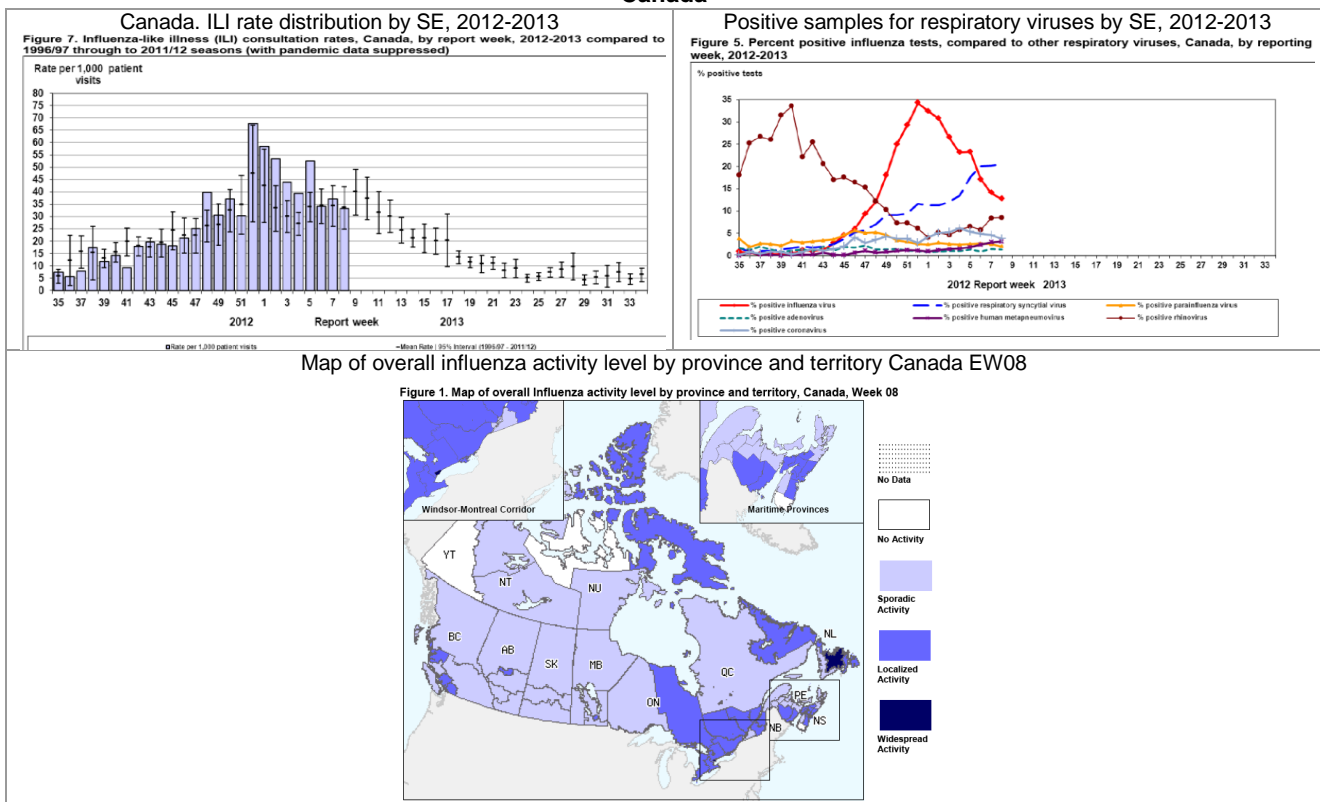 Canada
Canada. ILI rate distribution by SE, 2012-2013
Figure 7. Influenza-like illness (ILI) consultation rates, Canada, by report week, 2012-2013 compared to
1996/97 through to 2011/12 seasons (with pandemic data suppressed)
Rate per 1,000 patient
visits
80
75
70
65
60
55
50
45
40
35
30
25
20
15
10
5
0
35 37 39 41 43 45 47 49 51 1 3 5 7 9 11 13 15 17 19 21 23 25 27 29 31 33
2012 Report week 2013
Rate per 1,000 patient visits
Mean Rate | 95% Interval (1996/97 - 2011/12)
Positive samples for respiratory viruses by SE, 2012-2013
Figure 5. Percent positive influenza tests, compared to other respiratory viruses, Canada, by reporting
week, 2012-2013
% positive tests
35
30
25
20
15
10
5
0
35 37 39 41 43 45 47 49 51 1 3 5 7 9 11 13 15 17 19 21 23 25 27 29 31 33
2012 Report week 2013
% positive influenza virus
% positive respiratory syncytial virus
% positive parainfluenza virus
% positive adenovirus
% positive human metapneumovirus
% positive rhinovirus
% positive coronavirus
Map of overall influenza activity level by province and territory Canada EW08
Figure 1. Map of overall Influenza activity level by province and territory, Canada, Week 08
Windsor-Montreal Corridor
Maritime Provinces
YT
NT
NU
BC
AB
SK
MB
ON
QC
NL
PE
NB
NS
No Data
No Activity
Sporadic
Activity
Localized
Activity
Widespread
Activity